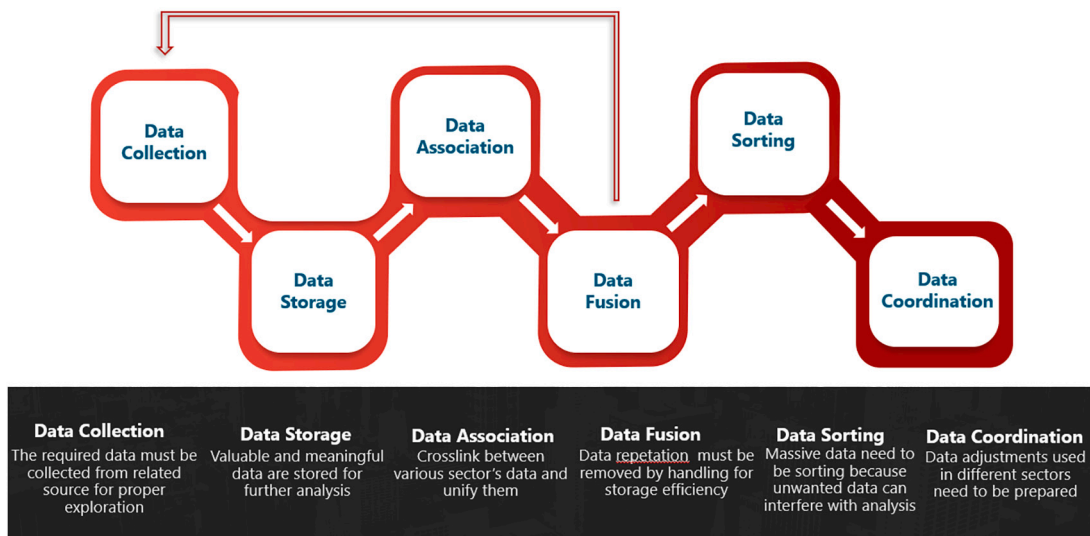 Data
Collection
Data
Association
Data
Sorting
Data
Storage
Data
Fusion
Data
Coordination
Data Collection
The required data must be
collected from related
source for proper
exploration
Data Storage
Valuable and meaningful
data are stored for
further analysis
Data Association
Crosslink between
various sector's data and
unify them
Data Fusion
Data repetation must be
removed by handling for
storage efficiency
Data Sorting
Massive data need to
be sorting because
unwanted data can
interfere with analysis
Data Coordination
Data adjustments used
in different sectors
need to be prepared